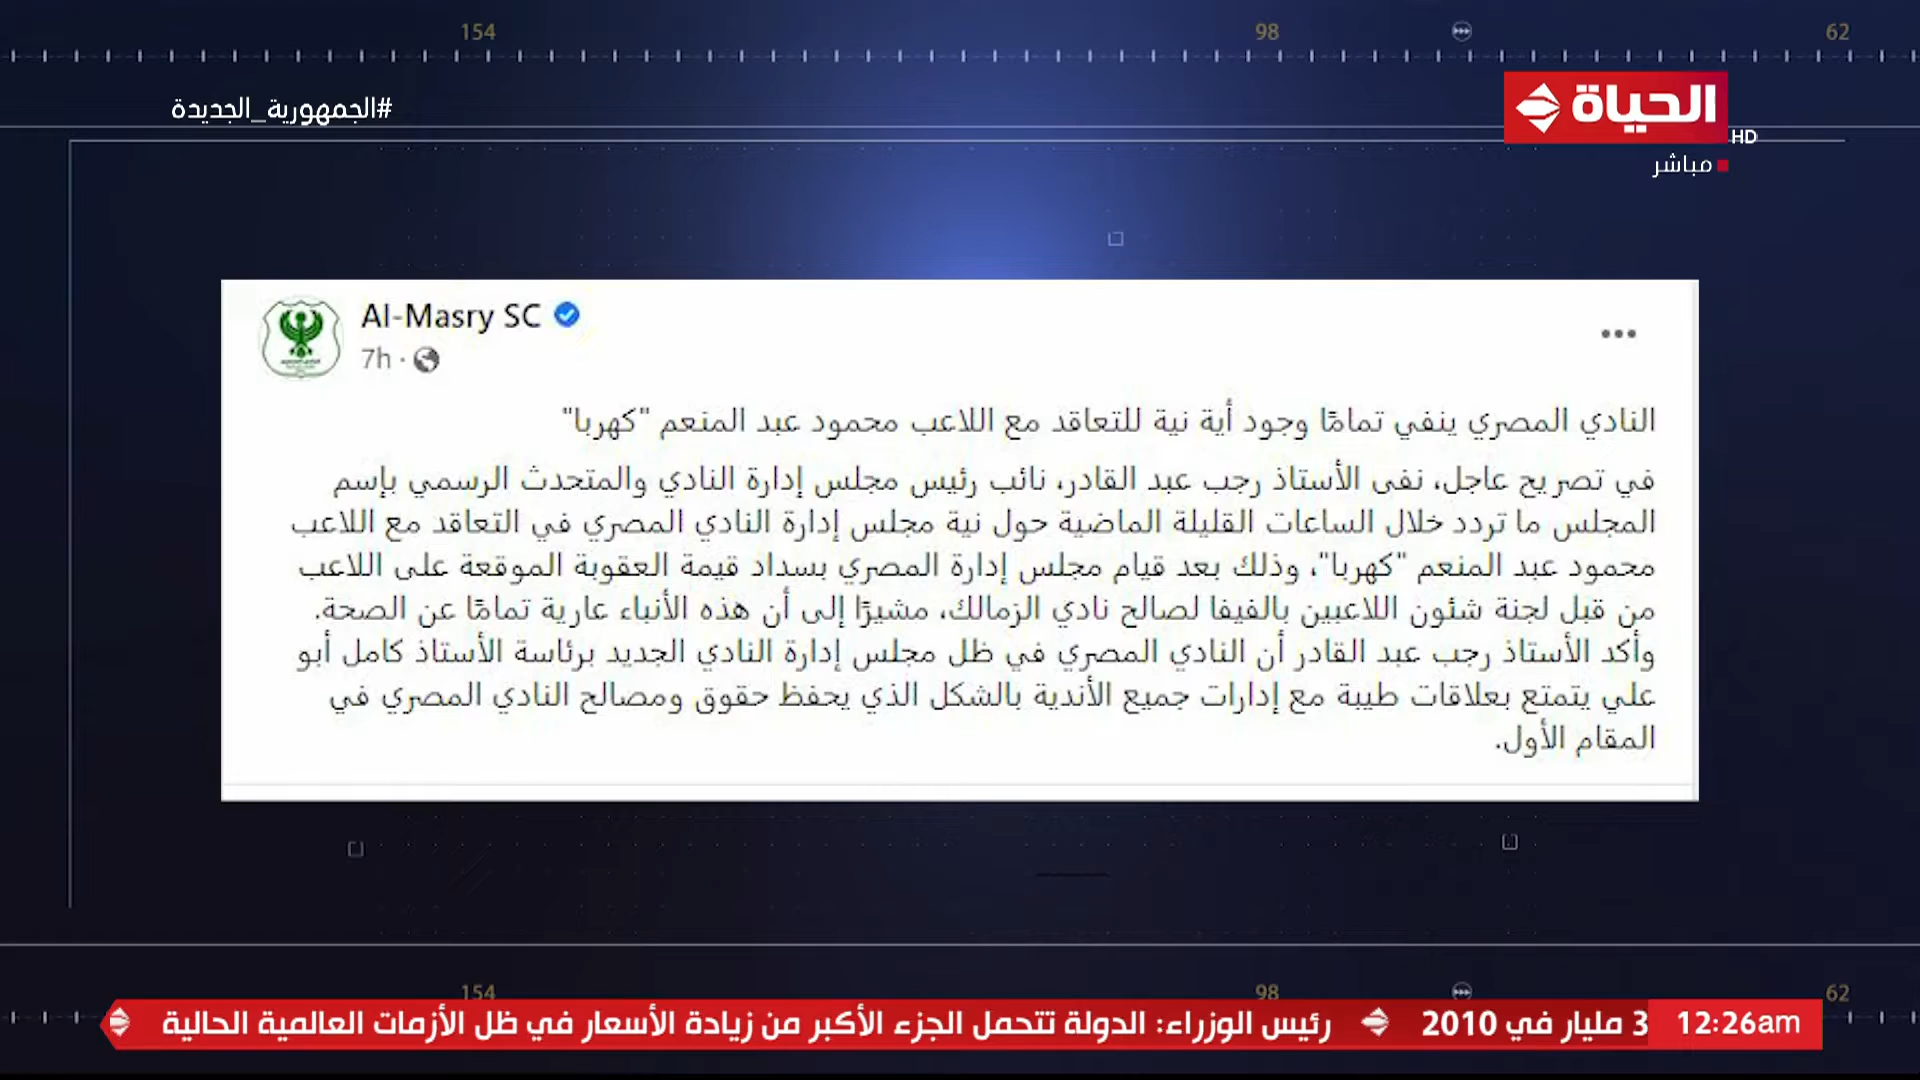 154
98
62
#الجمهورية_الجديدة
الحياة
HD
مباشر
Al-Masry SC
7h ·
النادي المصري ينفي تمامًا وجود أية نية للتعاقد مع اللاعب محمود عبد المنعم "كهربا"
في تصريح عاجل، نفى الأستاذ رجب عبد القادر، نائب رئيس مجلس إدارة النادي والمتحدث الرسمي بإسم
المجلس ما تردد خلال الساعات القليلة الماضية حول نية مجلس إدارة النادي المصري في التعاقد مع اللاعب
محمود عبد المنعم "كهربا"، وذلك بعد قيام مجلس إدارة المصري بسداد قيمة العقوبة الموقعة على اللاعب
من قبل لجنة شئون اللاعبين بالفيفا لصالح نادي الزمالك، مشيرًا إلى أن هذه الأنباء عارية تمامًا عن الصحة.
وأكد الأستاذ رجب عبد القادر أن النادي المصري في ظل مجلس إدارة النادي الجديد برئاسة الأستاذ كامل أبو
علي يتمتع بعلاقات طيبة مع إدارات جميع الأندية بالشكل الذي يحفظ حقوق ومصالح النادي المصري في
المقام الأول.
154
98
62
12:26am
3 مليار في 2010
رئيس الوزراء: الدولة تتحمل الجزء الأكبر من زيادة الأسعار في ظل الأزمات العالمية الحالية